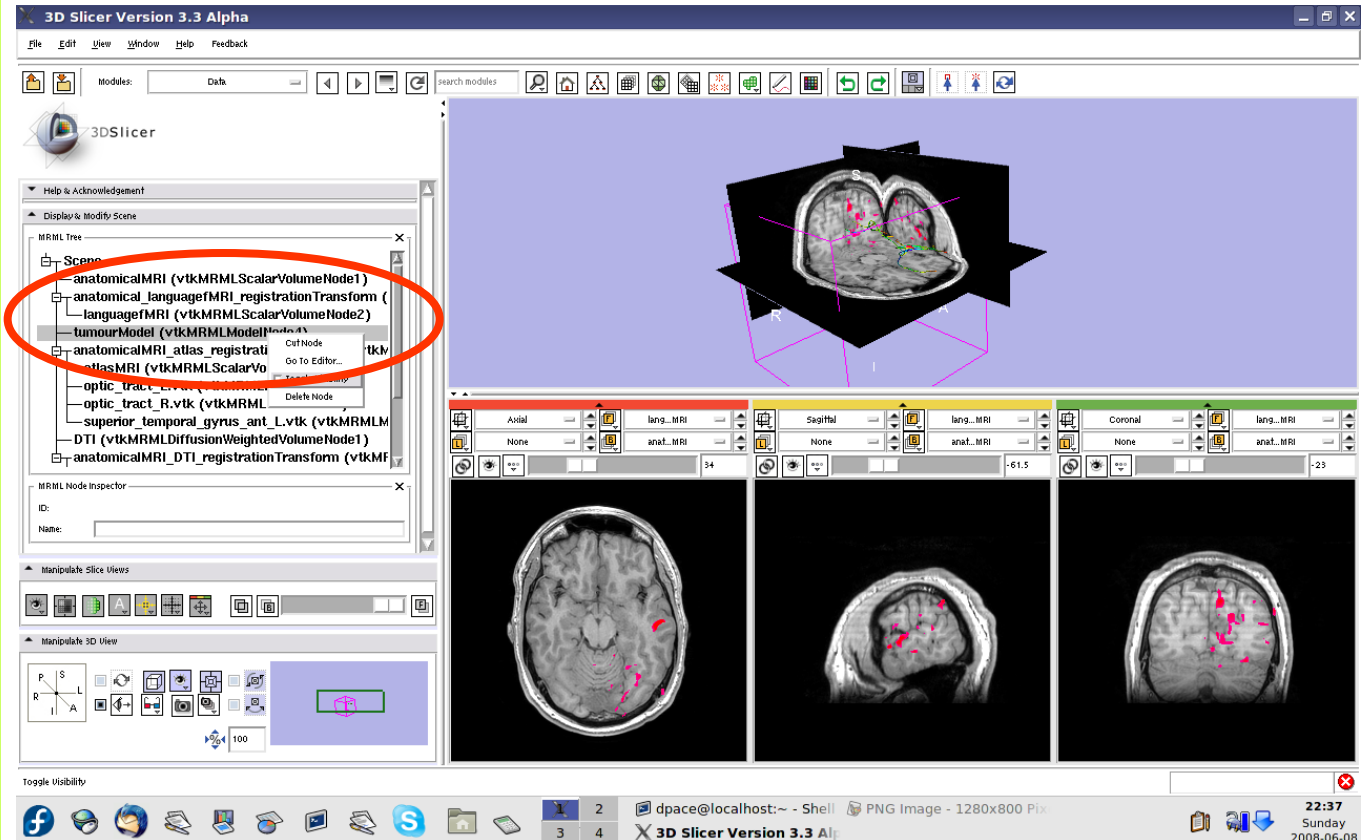 3D Slicer Version 3.3 Alpha
File Edit View Window Help Feedback
Modules: Data search modules
3DSlicer
Help & Acknowledgement
Display & Modify Scene
MRML Tree
Scene
anatomicalMRI (vtkMRMLScalarVolumeNode1)
anatomical_languagefMRI_registrationTransform (
languagefMRI (vtkMRMLScalarVolumeNode2)
tumourModel (vtkMRMLModelNode4)
Cut Node
Go To Editor...
Delete Node
anatomicalMRI_atlas_registrati
atlasMRI (vtkMRMLScalarVo
optic_tract_L.vtk (vtkMRML
optic_tract_R.vtk (vtkMRML
superior_temporal_gyrus_ant_L.vtk (vtkMRMLM
DTI (vtkMRMLDiffusionWeightedVolumeNode1)
anatomicalMRI_DTI_registrationTransform (vtkMF
MRML Node Inspector
ID:
Name:
Manipulate Slice Views
Manipulate 3D View
P S
R L
I A
100
S
R A
I
Axial lang...MRI
None anat...MRI
34
Sagittal lang...MRI
None anat...MRI
-61.5
Coronal lang...MRI
None anat...MRI
-23
Toggle Visibility
1 2
3 4
dpace@localhost:~ - Shell
PNG Image - 1280x800 Pix
3D Slicer Version 3.3 Alp
22:37
Sunday
2008-06-08